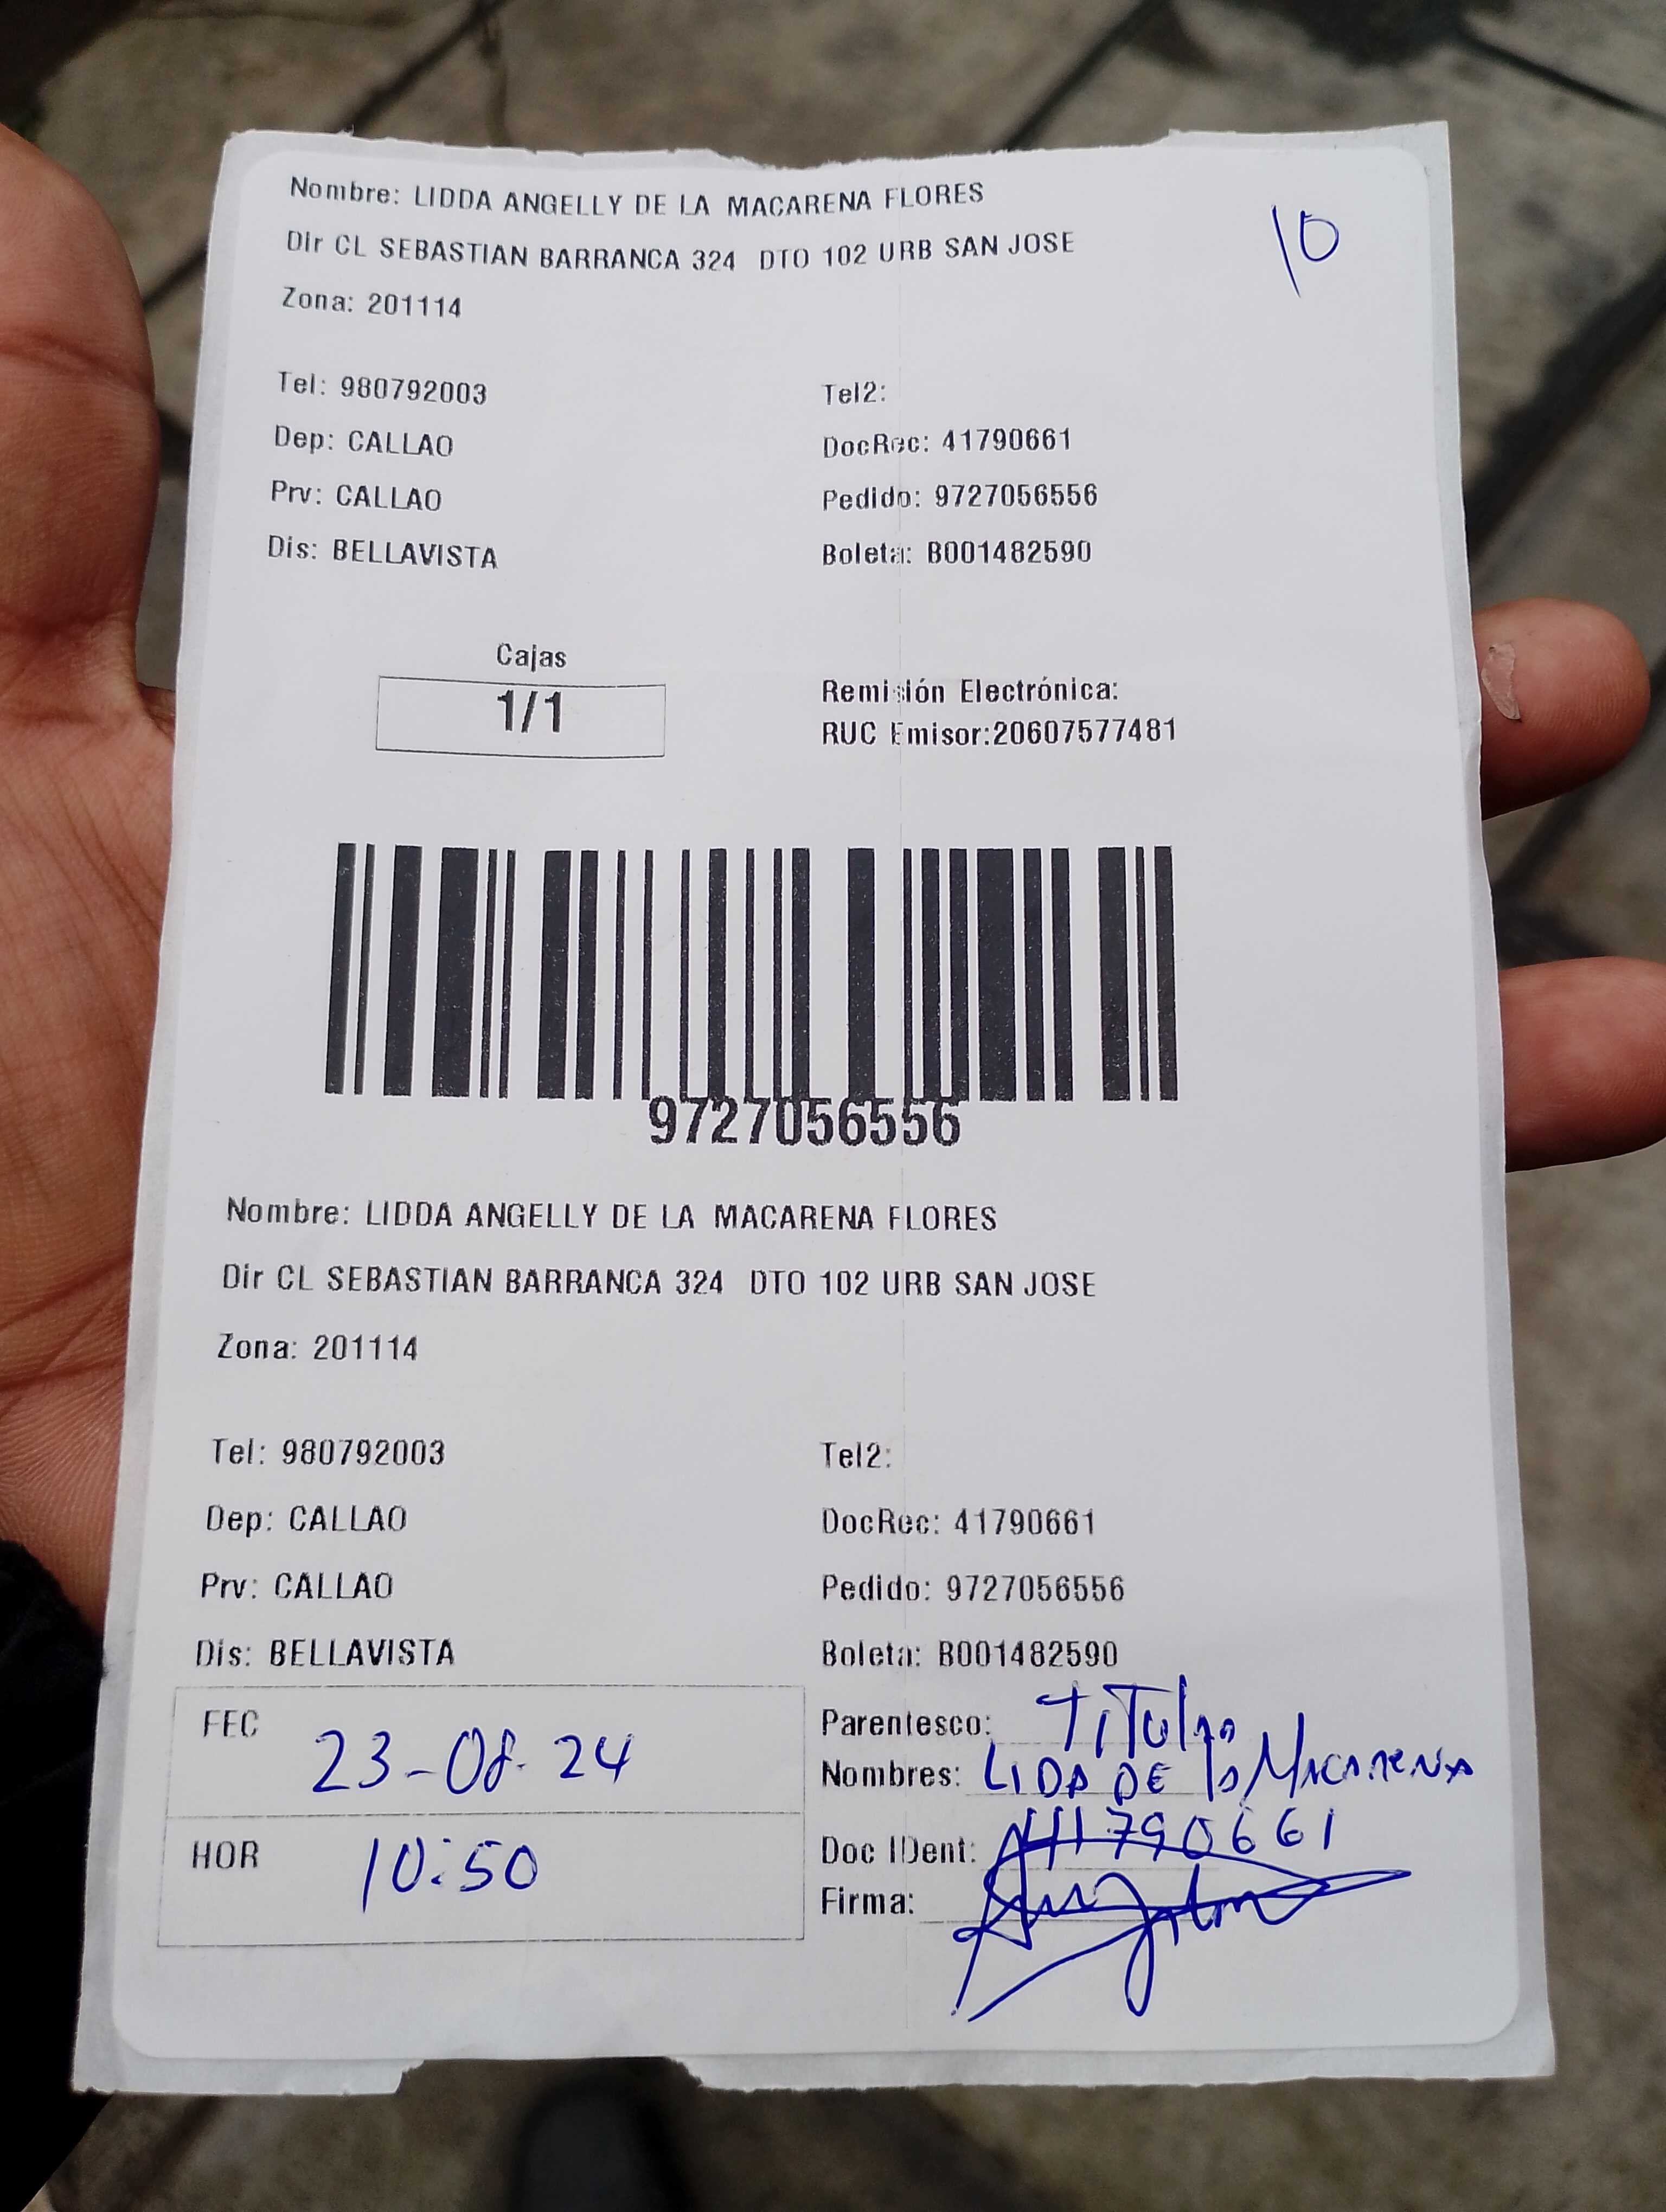 Nombre: LIDDA ANGELLY DE LA MACARENA FLORES
10
Dir CL SEBASTIAN BARRANCA 324 DTO 102 URB SAN JOSE
Zona: 201114
Tel: 980792003 Tel2:
Dep: CALLAO DocRec: 41790661
Prv: CALLAO Pedido: 9727056556
Dis: BELLAVISTA Boleta: B001482590
Cajas
1/1
Remisión Electrónica:
RUC Emisor:20607577481
9727056556
Nombre: LIDDA ANGELLY DE LA MACARENA FLORES
Dir CL SEBASTIAN BARRANCA 324 DTO 102 URB SAN JOSE
Zona: 201114
Tel: 980792003 Tel2:
Dep: CALLAO DocRec: 41790661
Prv: CALLAO Pedido: 9727056556
Dis: BELLAVISTA Boleta: B001482590
FEC 23-08-24
HOR 10:50
Parentesco: TiTular
Nombres: LIDA DE la MACARENA
Doc IDent: 41790661
Firma: